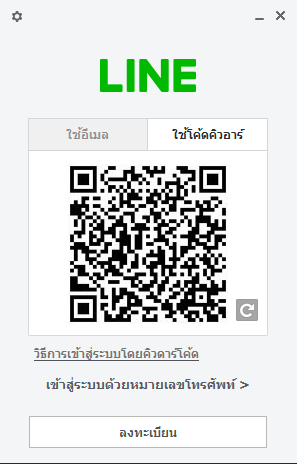 LINE
ใช้อีเมล
ใช้โค้ดคิวอาร์
วิธีการเข้าสู่ระบบโดยคิวดาร์โค้ด
เข้าสู่ระบบด้วยหมายเลขโทรศัพท์ >
ลงทะเบียน